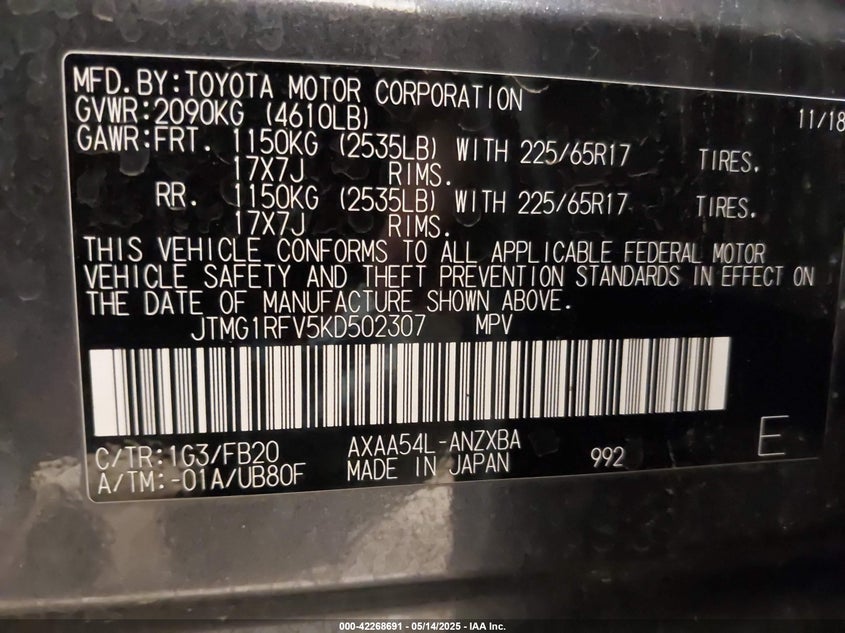 MFD.BY:TOYOTA MOTOR CORPORATION 11/18
GVWR:2090KG (4610LB)
GAWR:FRT. 1150KG (2535LB) WITH 225/65R17 TIRES.
17X7J RIMS.
RR. 1150KG (2535LB) WITH 225/65R17 TIRES.
17X7J RIMS.
THIS VEHICLE CONFORMS TO ALL APPLICABLE FEDERAL MOTOR
VEHICLE SAFETY AND THEFT PREVENTION STANDARDS IN EFFECT ON
THE DATE OF MANUFACTURE SHOWN ABOVE.
JTMG1RFV5KD502307 MPV
C/TR:1G3/FB20 AXAA54L-ANZXBA 992 E
A/TM:-01A/UB80F MADE IN JAPAN
000-42268691 - 05/14/2025 - IAA Inc.